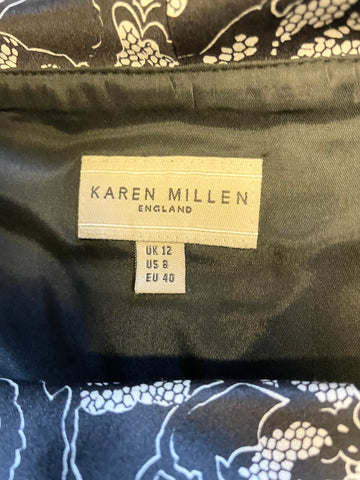 KAREN MILLEN
ENGLAND
UK 12
US 8
EU 40